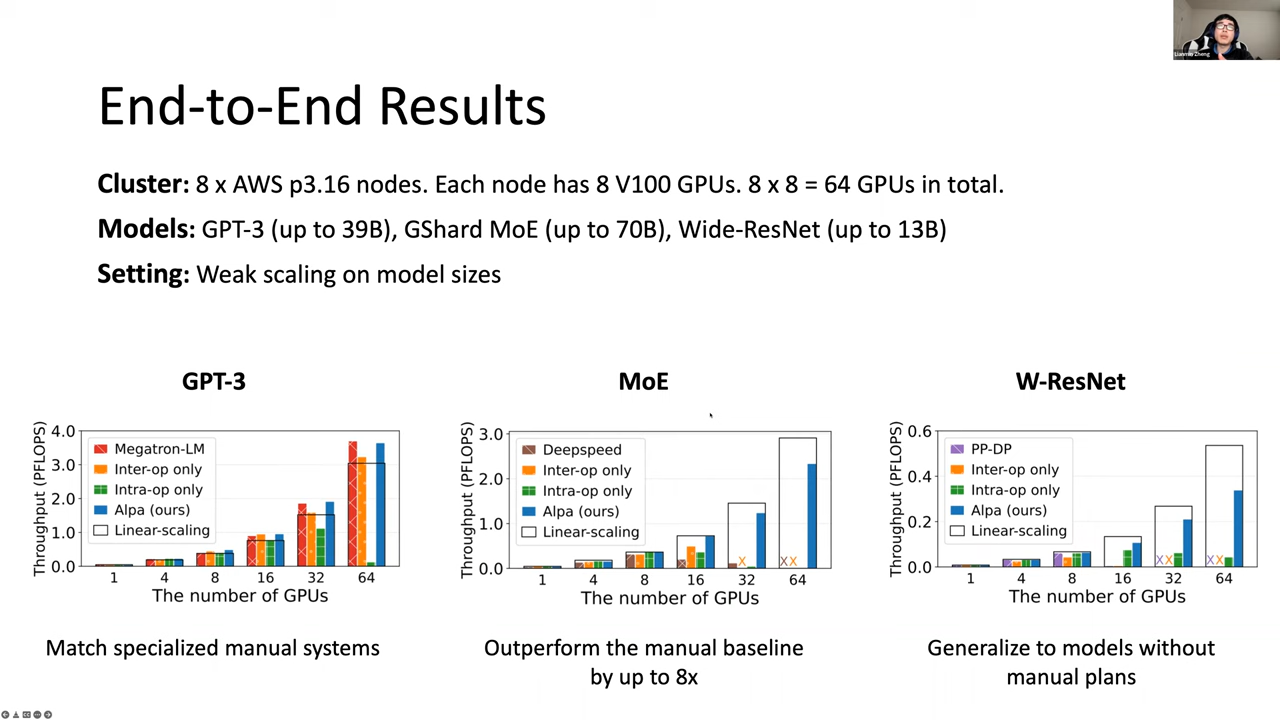 Lianmin Zheng
End-to-End Results
Cluster: 8 x AWS p3.16 nodes. Each node has 8 V100 GPUs. 8 x 8 = 64 GPUs in total.
Models: GPT-3 (up to 39B), GShard MoE (up to 70B), Wide-ResNet (up to 13B)
Setting: Weak scaling on model sizes
GPT-3
Throughput (PFLOPS)
4.0
3.0
2.0
1.0
0.0
Megatron-LM
Inter-op only
Intra-op only
Alpa (ours)
Linear-scaling
1 4 8 16 32 64
The number of GPUs
Match specialized manual systems
MoE
Throughput (PFLOPS)
3.0
2.0
1.0
0.0
Deepspeed
Inter-op only
Intra-op only
Alpa (ours)
Linear-scaling
X
X X
1 4 8 16 32 64
The number of GPUs
Outperform the manual baseline
by up to 8x
W-ResNet
Throughput (PFLOPS)
0.6
0.4
0.2
0.0
PP-DP
Inter-op only
Intra-op only
Alpa (ours)
Linear-scaling
X X X X
1 4 8 16 32 64
The number of GPUs
Generalize to models without
manual plans